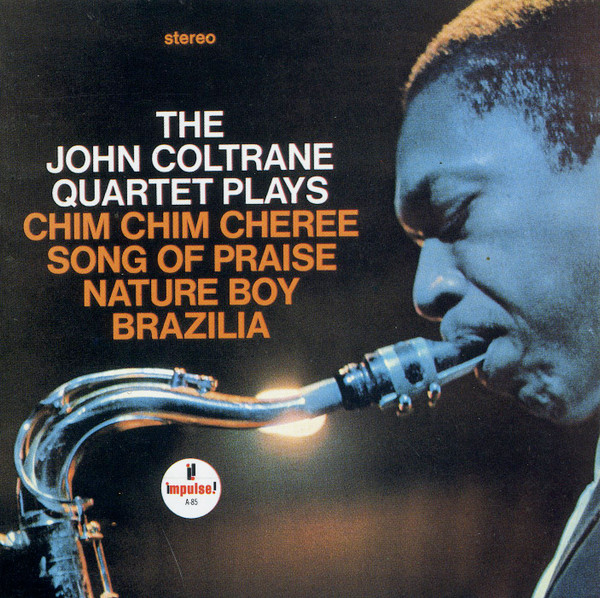 stereo
THE
JOHN COLTRANE
QUARTET PLAYS
CHIM CHIM CHEREE
SONG OF PRAISE
NATURE BOY
BRAZILIA
impulse!
A-85